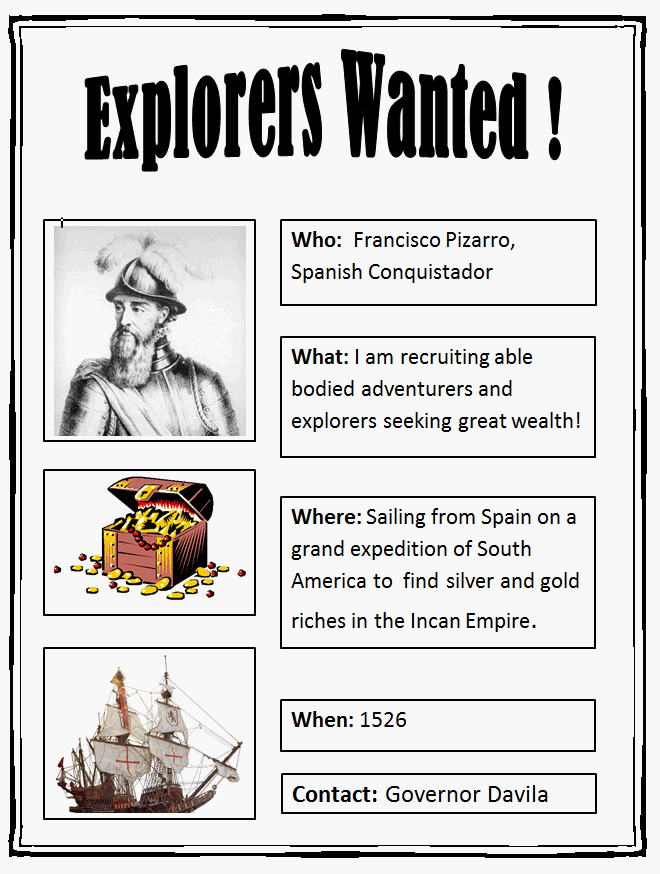 Explorers Wanted !
Who: Francisco Pizarro,
Spanish Conquistador
What: I am recruiting able
bodied adventurers and
explorers seeking great wealth!
Where: Sailing from Spain on a
grand expedition of South
America to find silver and gold
riches in the Incan Empire.
When: 1526
Contact: Governor Davila